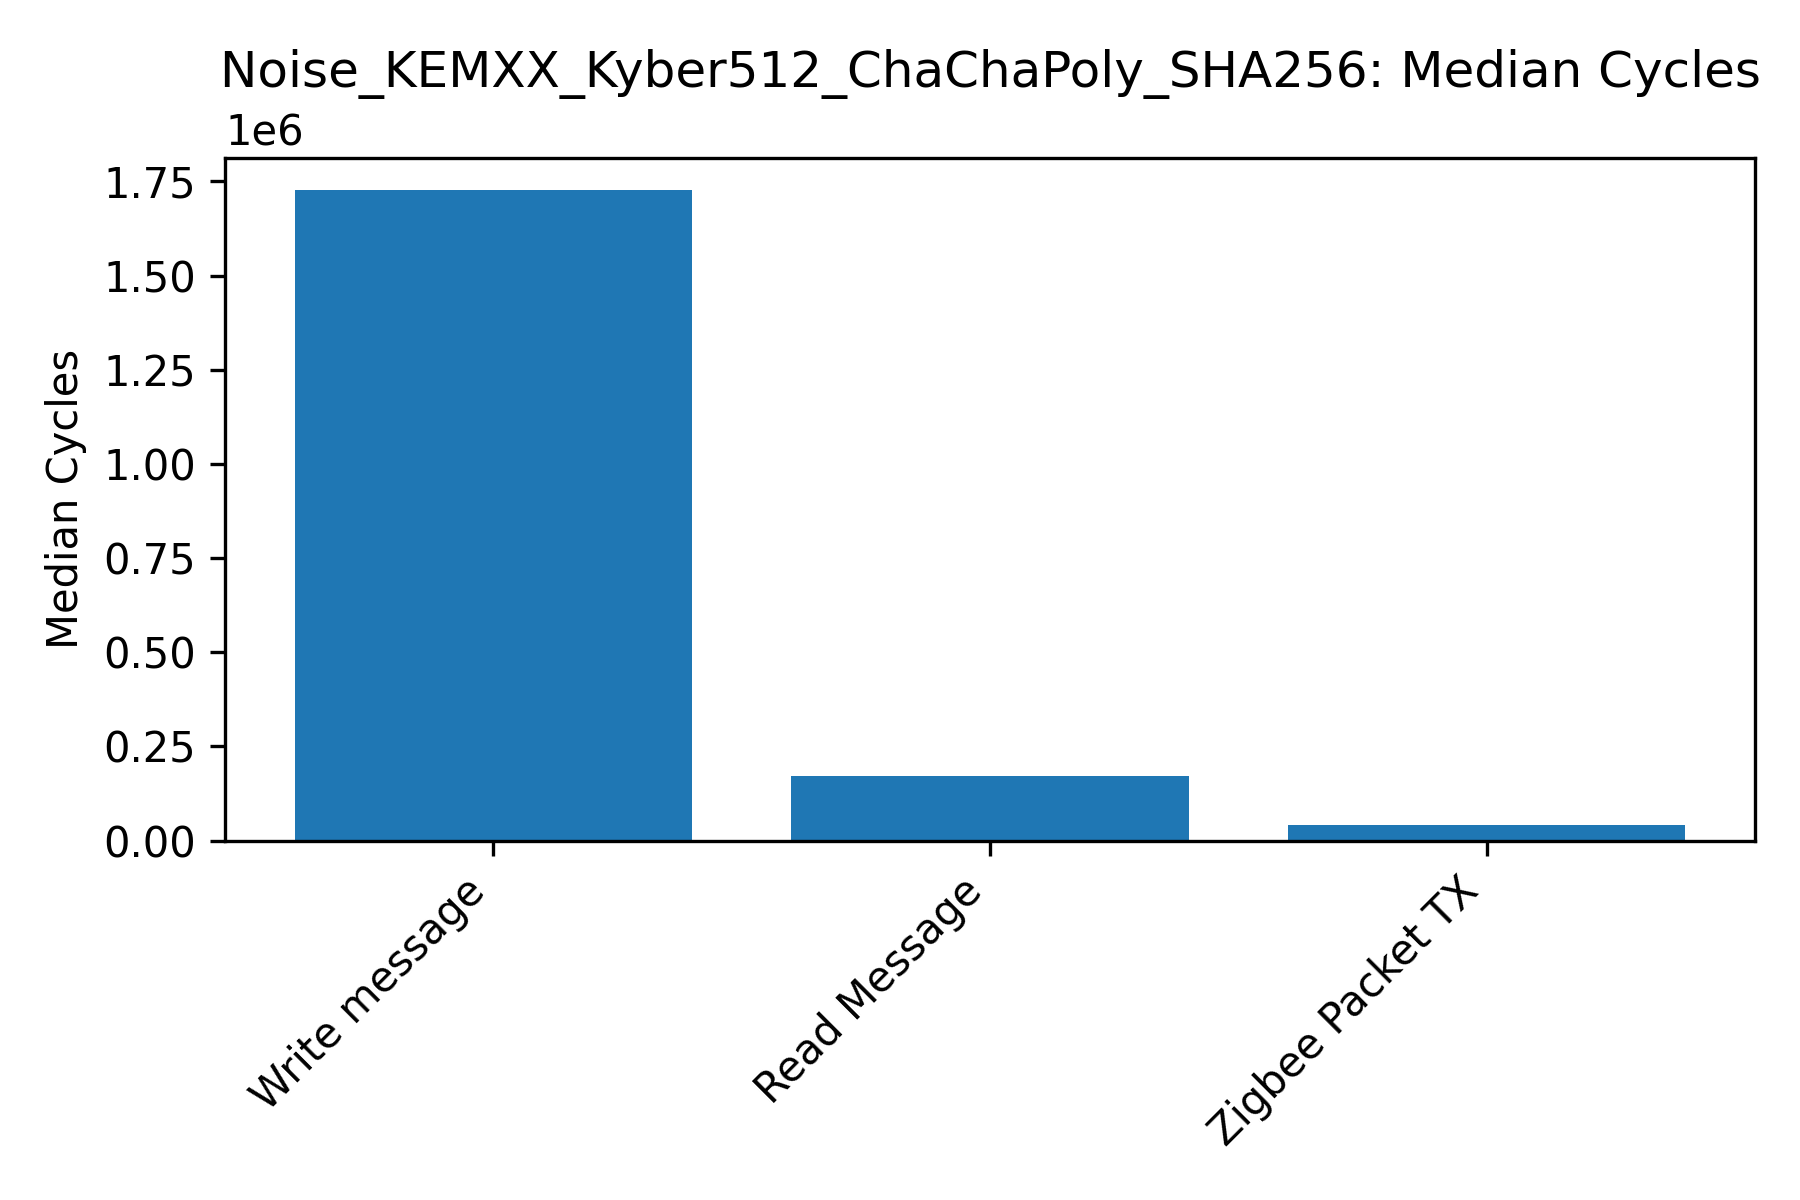 Noise_KEMXX_Kyber512_ChaChaPoly_SHA256: Median Cycles
1e6
1.75
1.50
1.25
1.00
0.75
0.50
0.25
0.00
Median Cycles
Write message
Read Message
Zigbee Packet TX